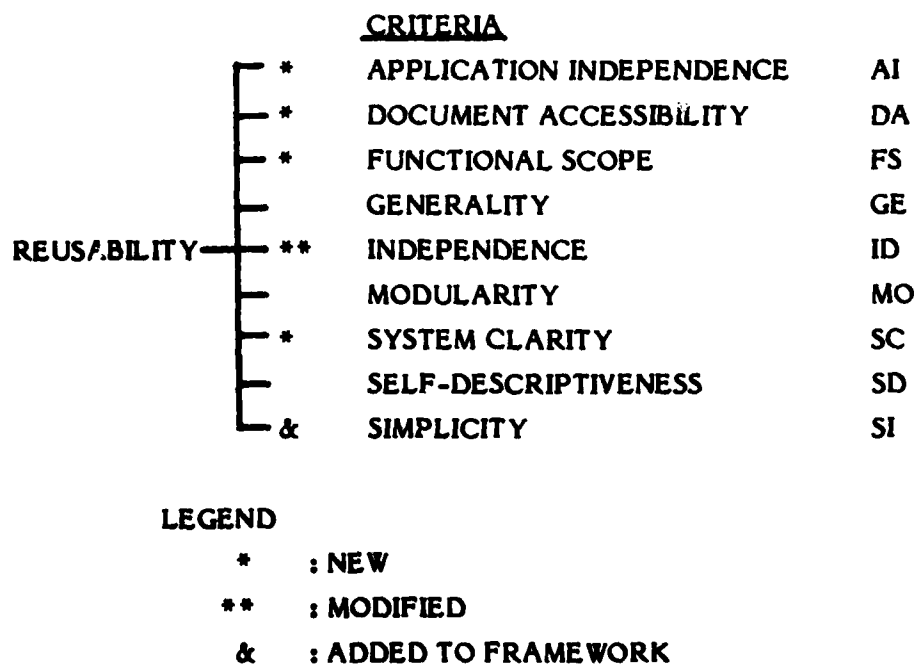 CRITERIA
* APPLICATION INDEPENDENCE AI
* DOCUMENT ACCESSIBILITY DA
* FUNCTIONAL SCOPE FS
GENERALITY GE
REUSABILITY ** INDEPENDENCE ID
MODULARITY MO
* SYSTEM CLARITY SC
SELF-DESCRIPTIVENESS SD
& SIMPLICITY SI
LEGEND
* : NEW
** : MODIFIED
& : ADDED TO FRAMEWORK